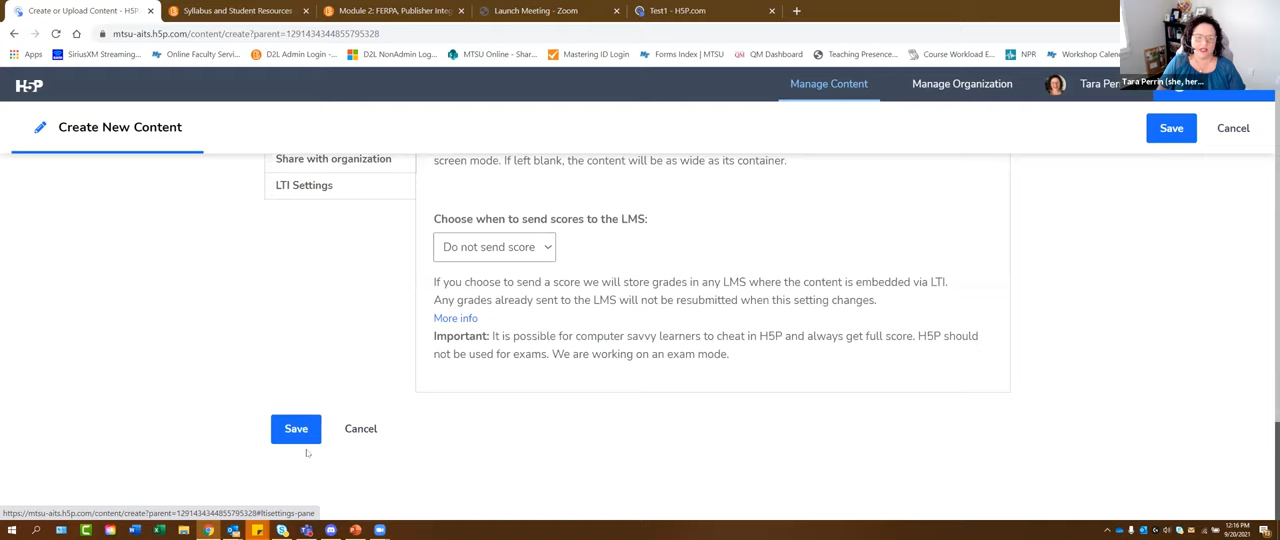 Create or Upload Content - H5P
Syllabus and Student Resources
Module 2: FERPA, Publisher Inte
Launch Meeting - Zoom
Test1 - H5P.com
mtsu-aits.h5p.com/content/create?parent=1291434344855795328
Apps
SiriusXM Streaming...
Online Faculty Servi...
D2L Admin Login -...
D2L NonAdmin Log...
MTSU Online - Shar...
Mastering ID Login
Forms Index | MTSU
QM Dashboard
Teaching Presence...
Course Workload E...
NPR
Workshop Calend
Tara Perrin (she, her...
H5P
Manage Content
Manage Organization
Tara Perr
Create New Content
Save
Cancel
Share with organization
LTI Settings
screen mode. If left blank, the content will be as wide as its container.
Choose when to send scores to the LMS:
Do not send score
If you choose to send a score we will store grades in any LMS where the content is embedded via LTI.
Any grades already sent to the LMS will not be resubmitted when this setting changes.
More info
Important: It is possible for computer savvy learners to cheat in H5P and always get full score. H5P should
not be used for exams. We are working on an exam mode.
Save
Cancel
https://mtsu-aits.h5p.com/content/create?parent=1291434344855795328#ltisettings-pane
12:16 PM
9/20/2021